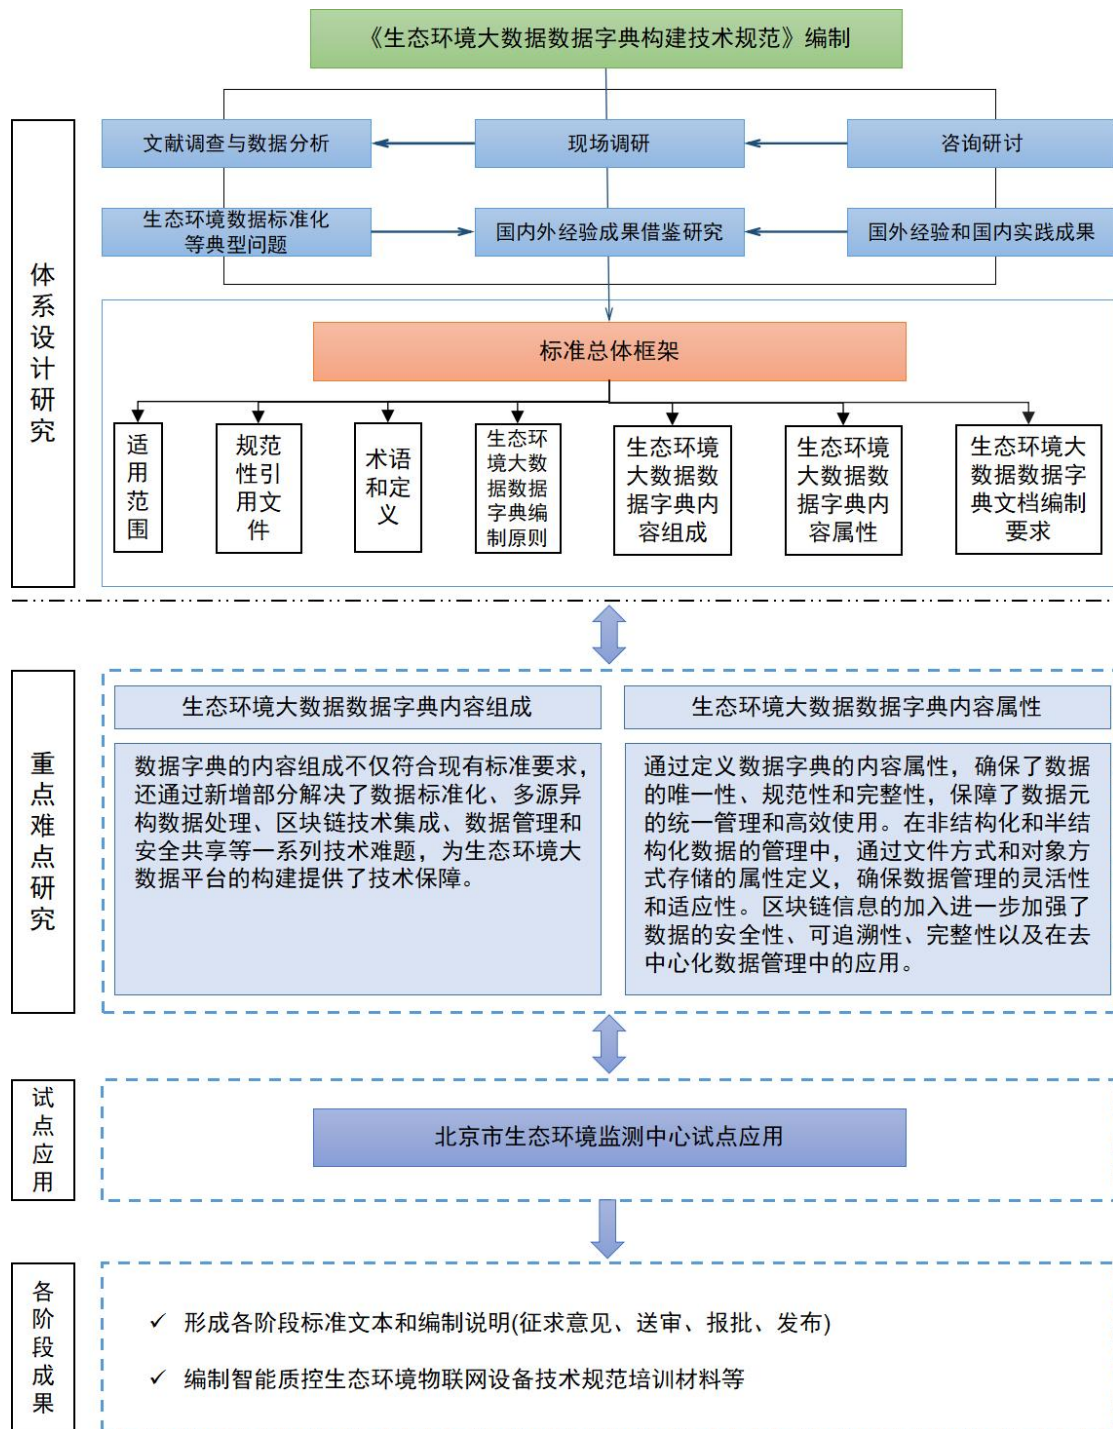 《生态环境大数据数据字典构建技术规范》编制
体系设计研究
文献调查与数据分析
现场调研
咨询研讨
生态环境数据标准化
等典型问题
国内外经验成果借鉴研究
国外经验和国内实践成果
标准总体框架
适用范围
规范
性引
用文
件
术语
和定
义
生态环
境大数
据数据
字典编
制原则
生态环境
大数据数
据字典内
容组成
生态环境
大数据数
据字典内
容属性
生态环境大
数据数据字
典文档编制
要求
重点难点研究
生态环境大数据数据字典内容组成
数据字典的内容组成不仅符合现有标准要求，
还通过新增部分解决了数据标准化、多源异
构数据处理、区块链技术集成、数据管理和
安全共享等一系列技术难题，为生态环境大
数据平台的构建提供了技术保障。
生态环境大数据数据字典内容属性
通过定义数据字典的内容属性，确保了数据
的唯一性、规范性和完整性，保障了数据元
的统一管理和高效使用。在非结构化和半结
构化数据的管理中，通过文件方式和对象方
式存储的属性定义，确保数据管理的灵活性
和适应性。区块链信息的加入进一步加强了
数据的安全性、可追溯性、完整性以及在去
中心化数据管理中的应用。
试点应用
北京市生态环境监测中心试点应用
各阶段成果
✓ 形成各阶段标准文本和编制说明(征求意见、送审、报批、发布)
✓ 编制智能质控生态环境物联网设备技术规范培训材料等